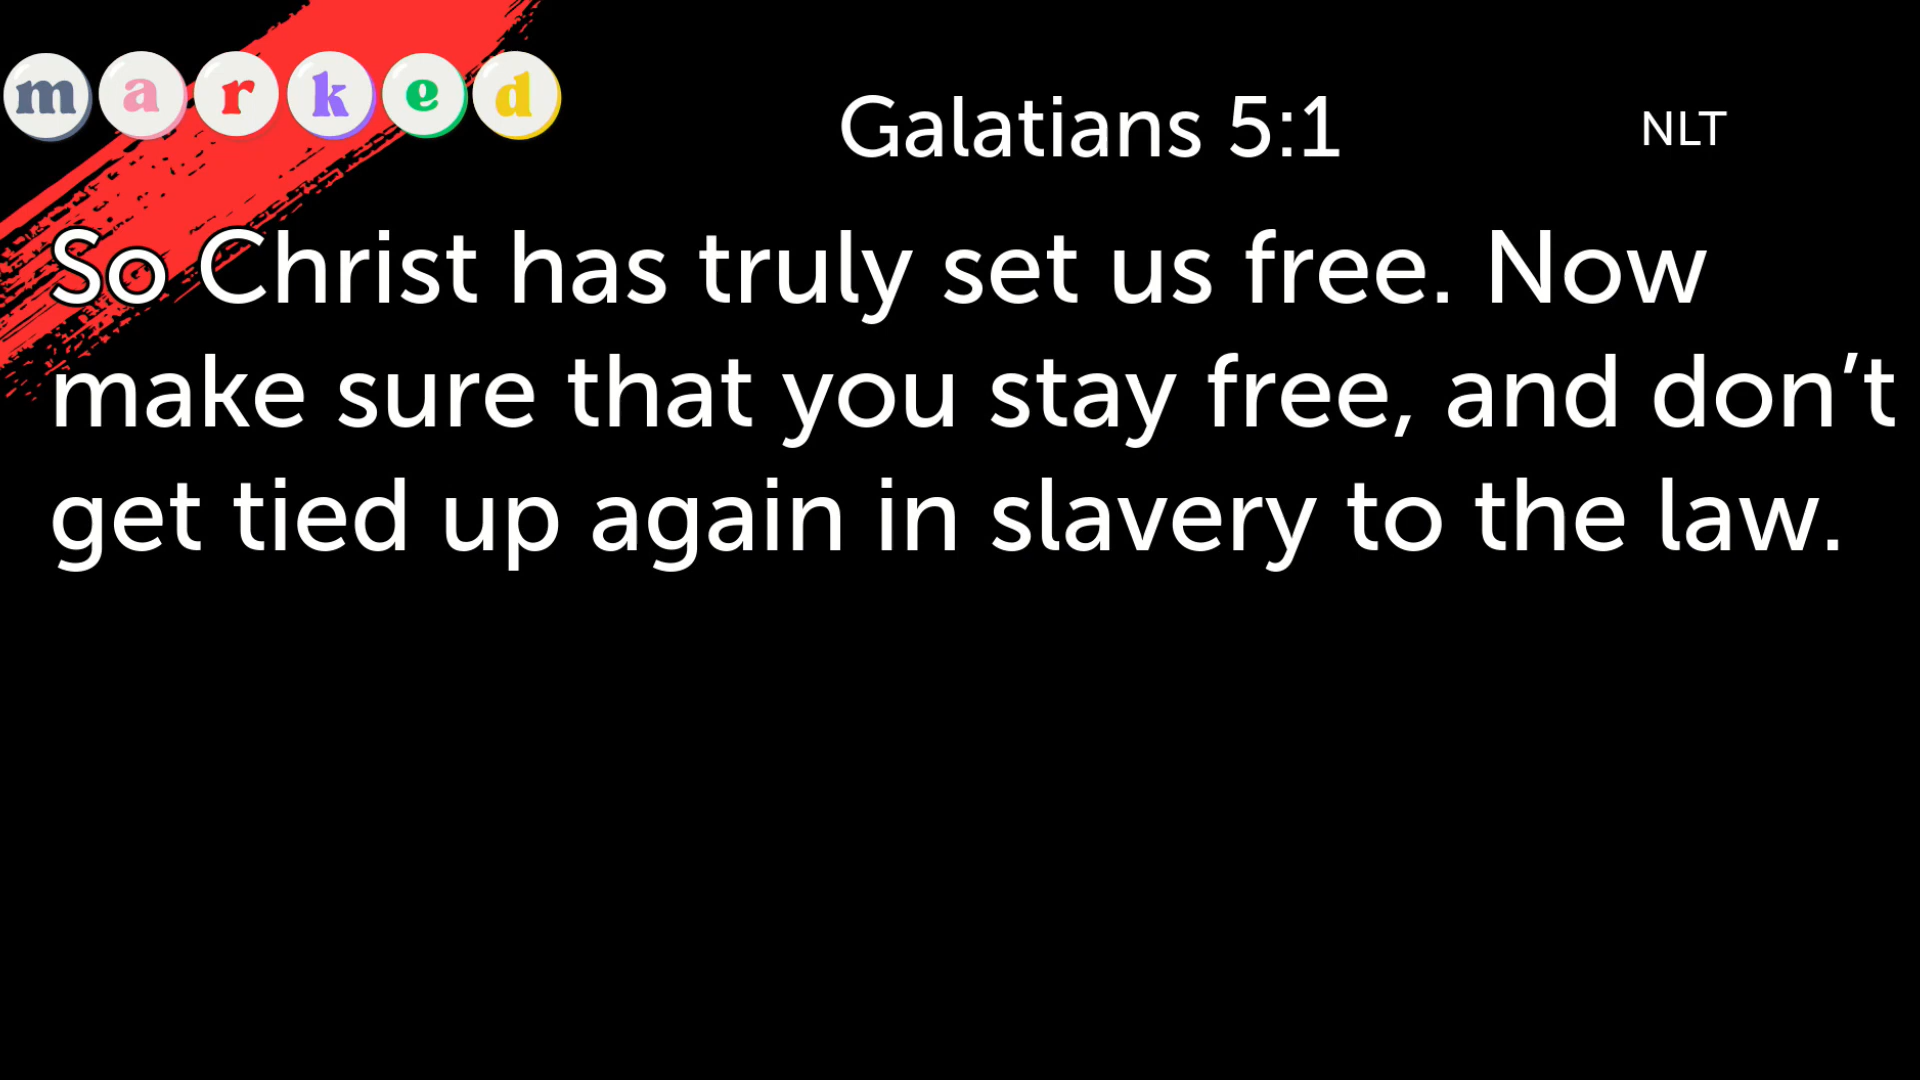 marked
Galatians 5:1
NLT
So Christ has truly set us free. Now
make sure that you stay free, and don’t
get tied up again in slavery to the law.